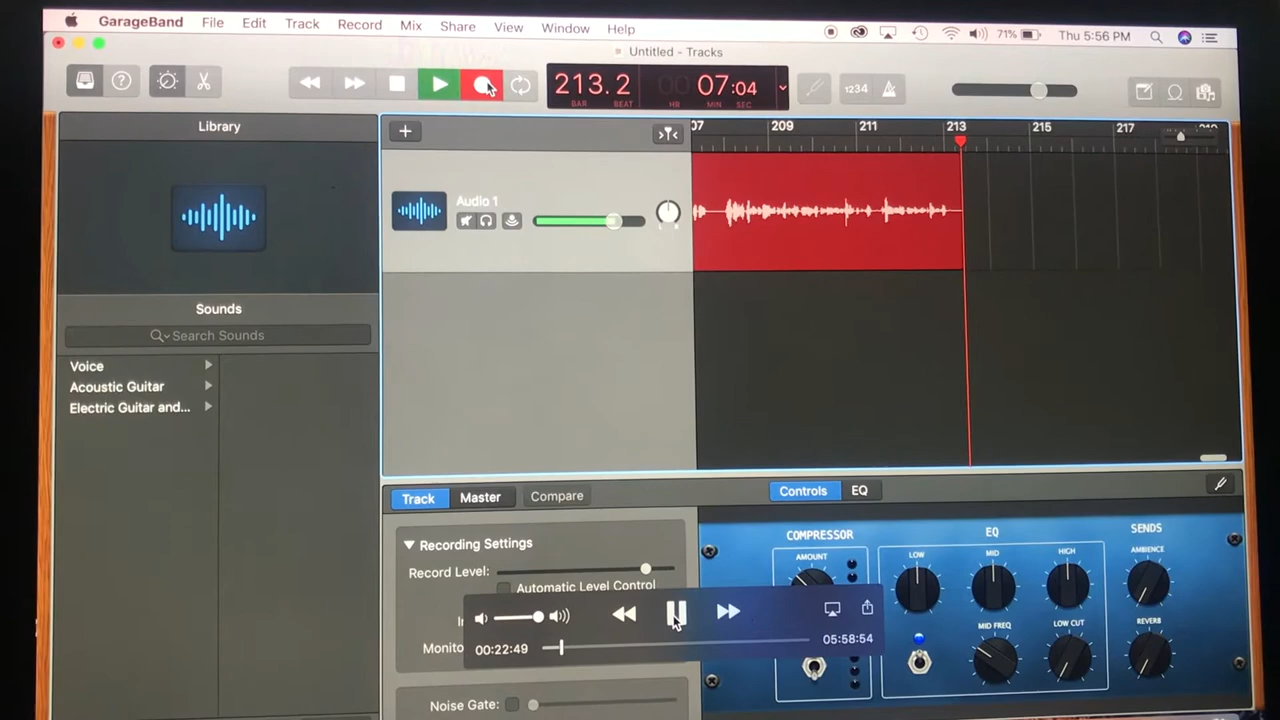 GarageBand File Edit Track Record Mix Share View Window Help 71% Thu 5:56 PM
Untitled - Tracks
213.2 00 07:04
BAR BEAT HR MIN SEC
1234
Library
07 209 211 213 215 217
Audio 1
Sounds
Search Sounds
Voice
Acoustic Guitar
Electric Guitar and...
Track Master Compare
Controls EQ
Recording Settings
Record Level:
Automatic Level Control
Monito
Noise Gate:
COMPRESSOR EQ SENDS
AMOUNT LOW MID HIGH AMBIENCE
MID FREQ LOW CUT REVERB
00:22:49 05:58:54